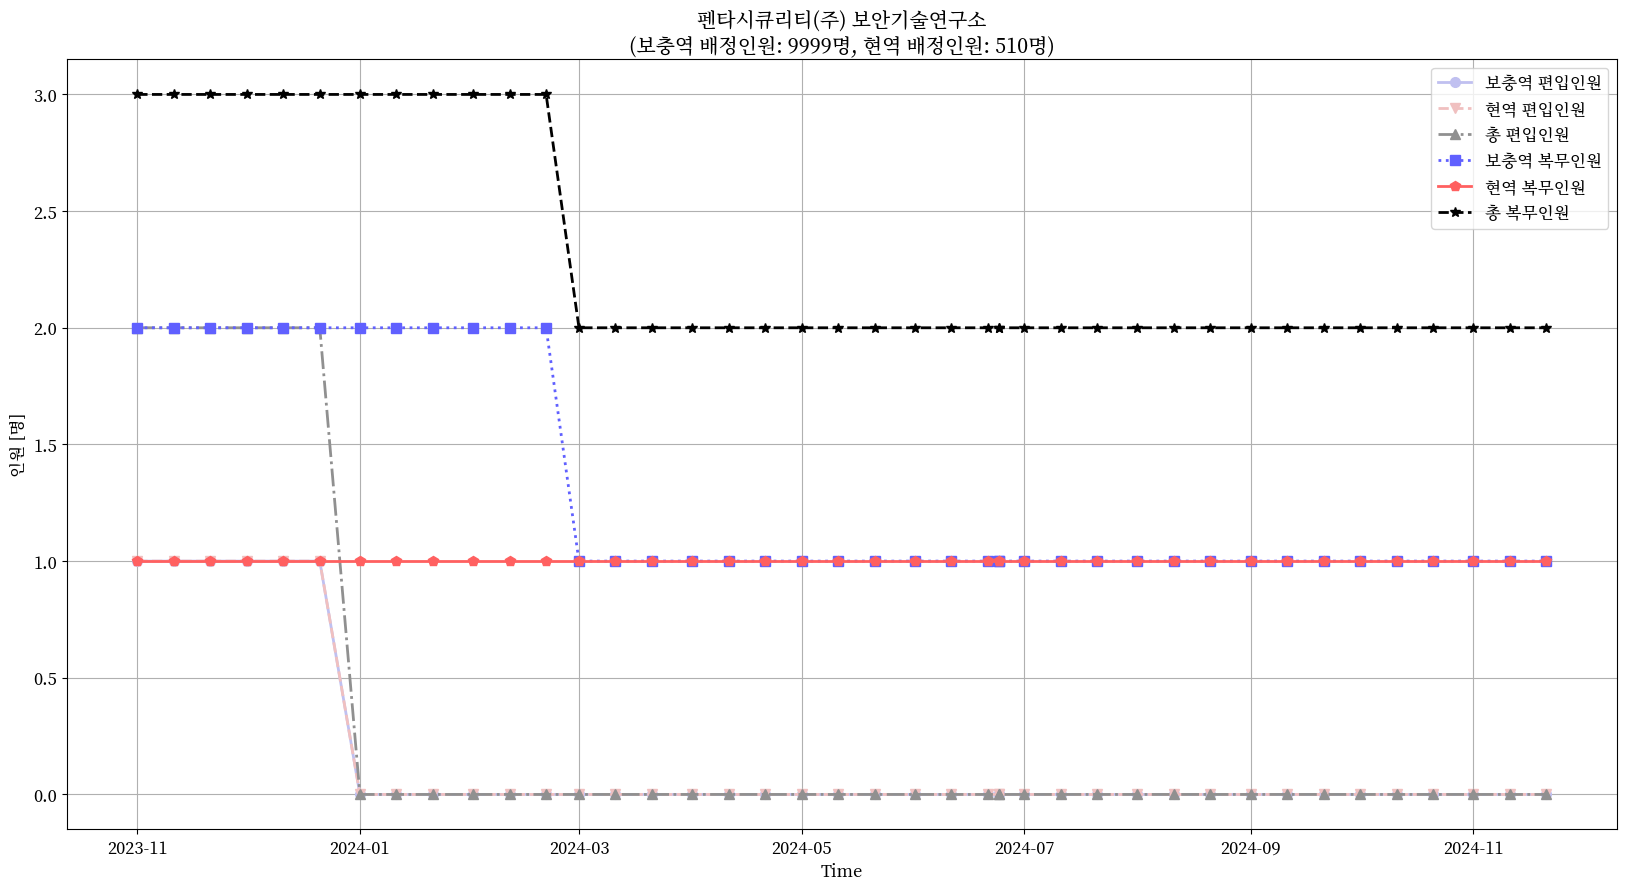 펜타시큐리티(주) 보안기술연구소
(보충역 배정인원: 9999명, 현역 배정인원: 510명)
보충역 편입인원
현역 편입인원
총 편입인원
보충역 복무인원
현역 복무인원
총 복무인원
3.0
2.5
2.0
1.5
1.0
0.5
0.0
인원 [명]
2023-11
2024-01
2024-03
2024-05
2024-07
2024-09
2024-11
Time